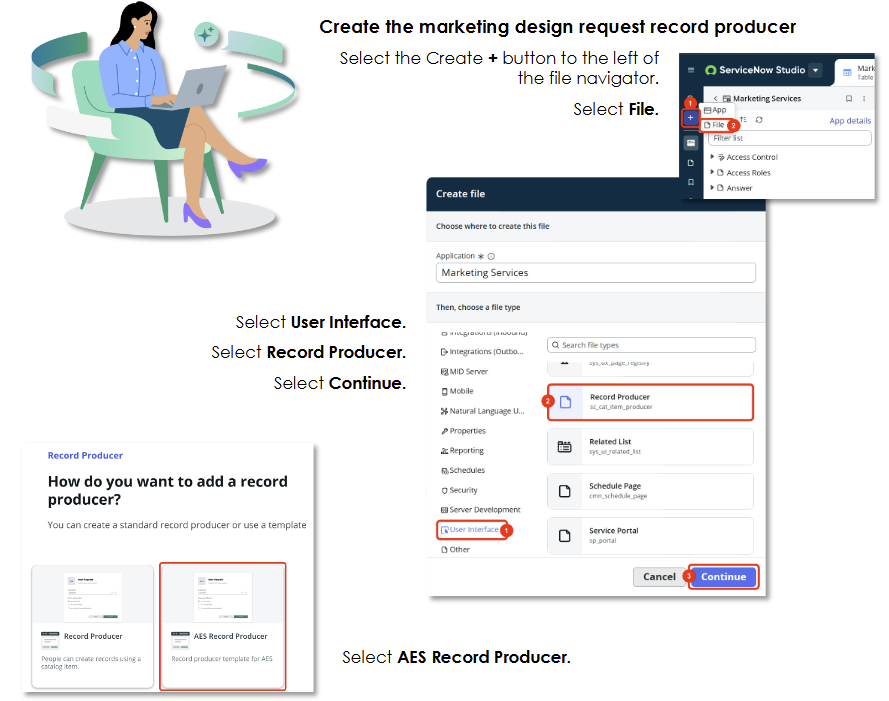 Create the marketing design request record producer
Select the Create + button to the left of
the file navigator.
Select File.
ServiceNow Studio
Mark
Table
Marketing Services
1
App
+
File
2
App details
Filter list
Access Control
Access Roles
Answer
Create file
Choose where to create this file
Application
Marketing Services
Then, choose a file type
Integrations (Inbound)
Integrations (Outbo...
MID Server
Mobile
Natural Language U...
Properties
Reporting
Schedules
Security
Server Development
User Interface
1
Other
Search file types
sys_ux_page_registry
2
Record Producer
sc_cat_item_producer
Related List
sys_ui_related_list
Schedule Page
cmn_schedule_page
Service Portal
sp_portal
Cancel
3
Continue
Select User Interface.
Select Record Producer.
Select Continue.
Record Producer
How do you want to add a record
producer?
You can create a standard record producer or use a template
Record Producer
People can create records using a
catalog item.
AES Record Producer
Record producer template for AES
Select AES Record Producer.